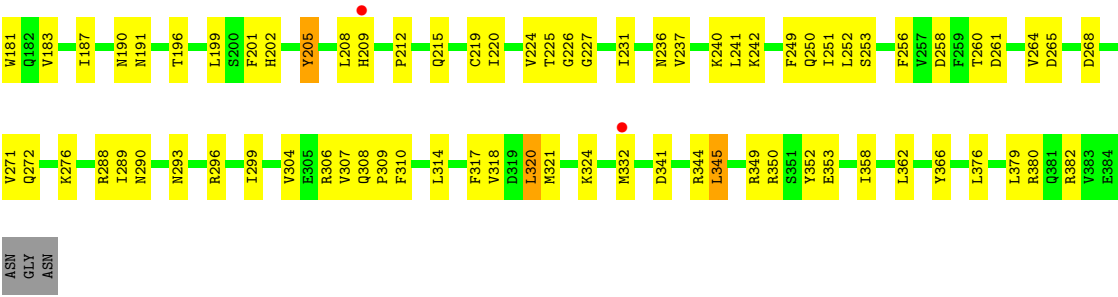 W181 Q182 V183 I187 N190 N191 T196 L199 S200 F201 H202 Y205 L208 H209 P212 Q215 C219 I220 V224 T225 G226 G227 I231 N236 V237 K240 L241 K242 F249 Q250 I251 L252 S253 F256 V257 D258 F259 T260 D261 V264 D265 D268
V271 Q272 K276 R288 I289 N290 N293 R296 I299 V304 E305 R306 V307 Q308 P309 F310 L314 F317 V318 D319 L320 M321 K324 M332 D341 R344 L345 R349 R350 S351 Y352 E353 I358 L362 Y366 L376 L379 R380 Q381 R382 V383 E384
ASN GLY ASN